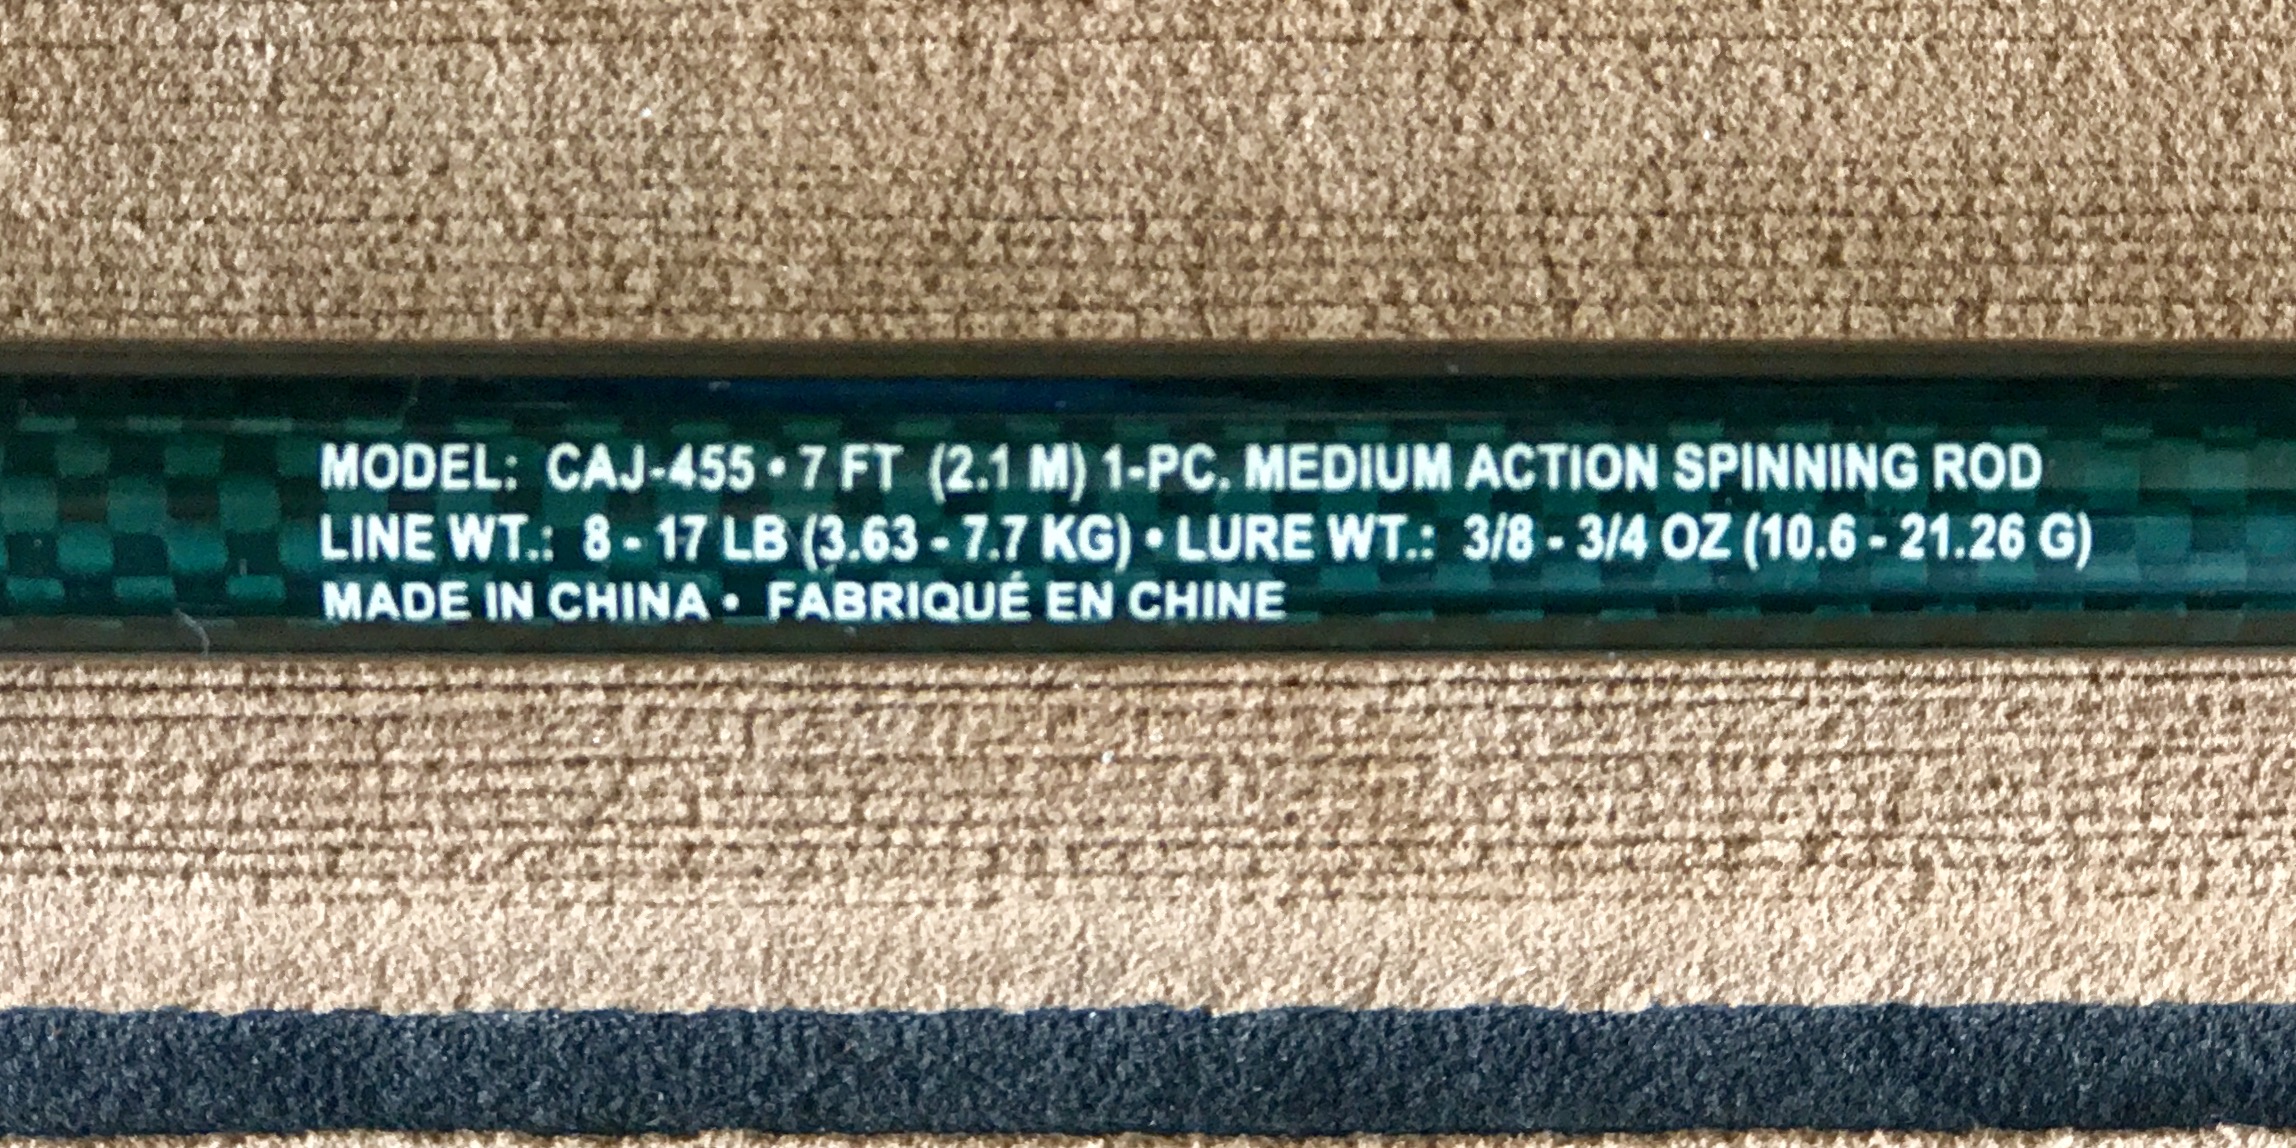 MODEL: CAJ-455 • 7 FT (2.1 M) 1-PC. MEDIUM ACTION SPINNING ROD
LINE WT.: 8 - 17 LB (3.63 - 7.7 KG) • LURE WT.: 3/8 - 3/4 OZ (10.6 - 21.26 G)
MADE IN CHINA • FABRIQUÉ EN CHINE